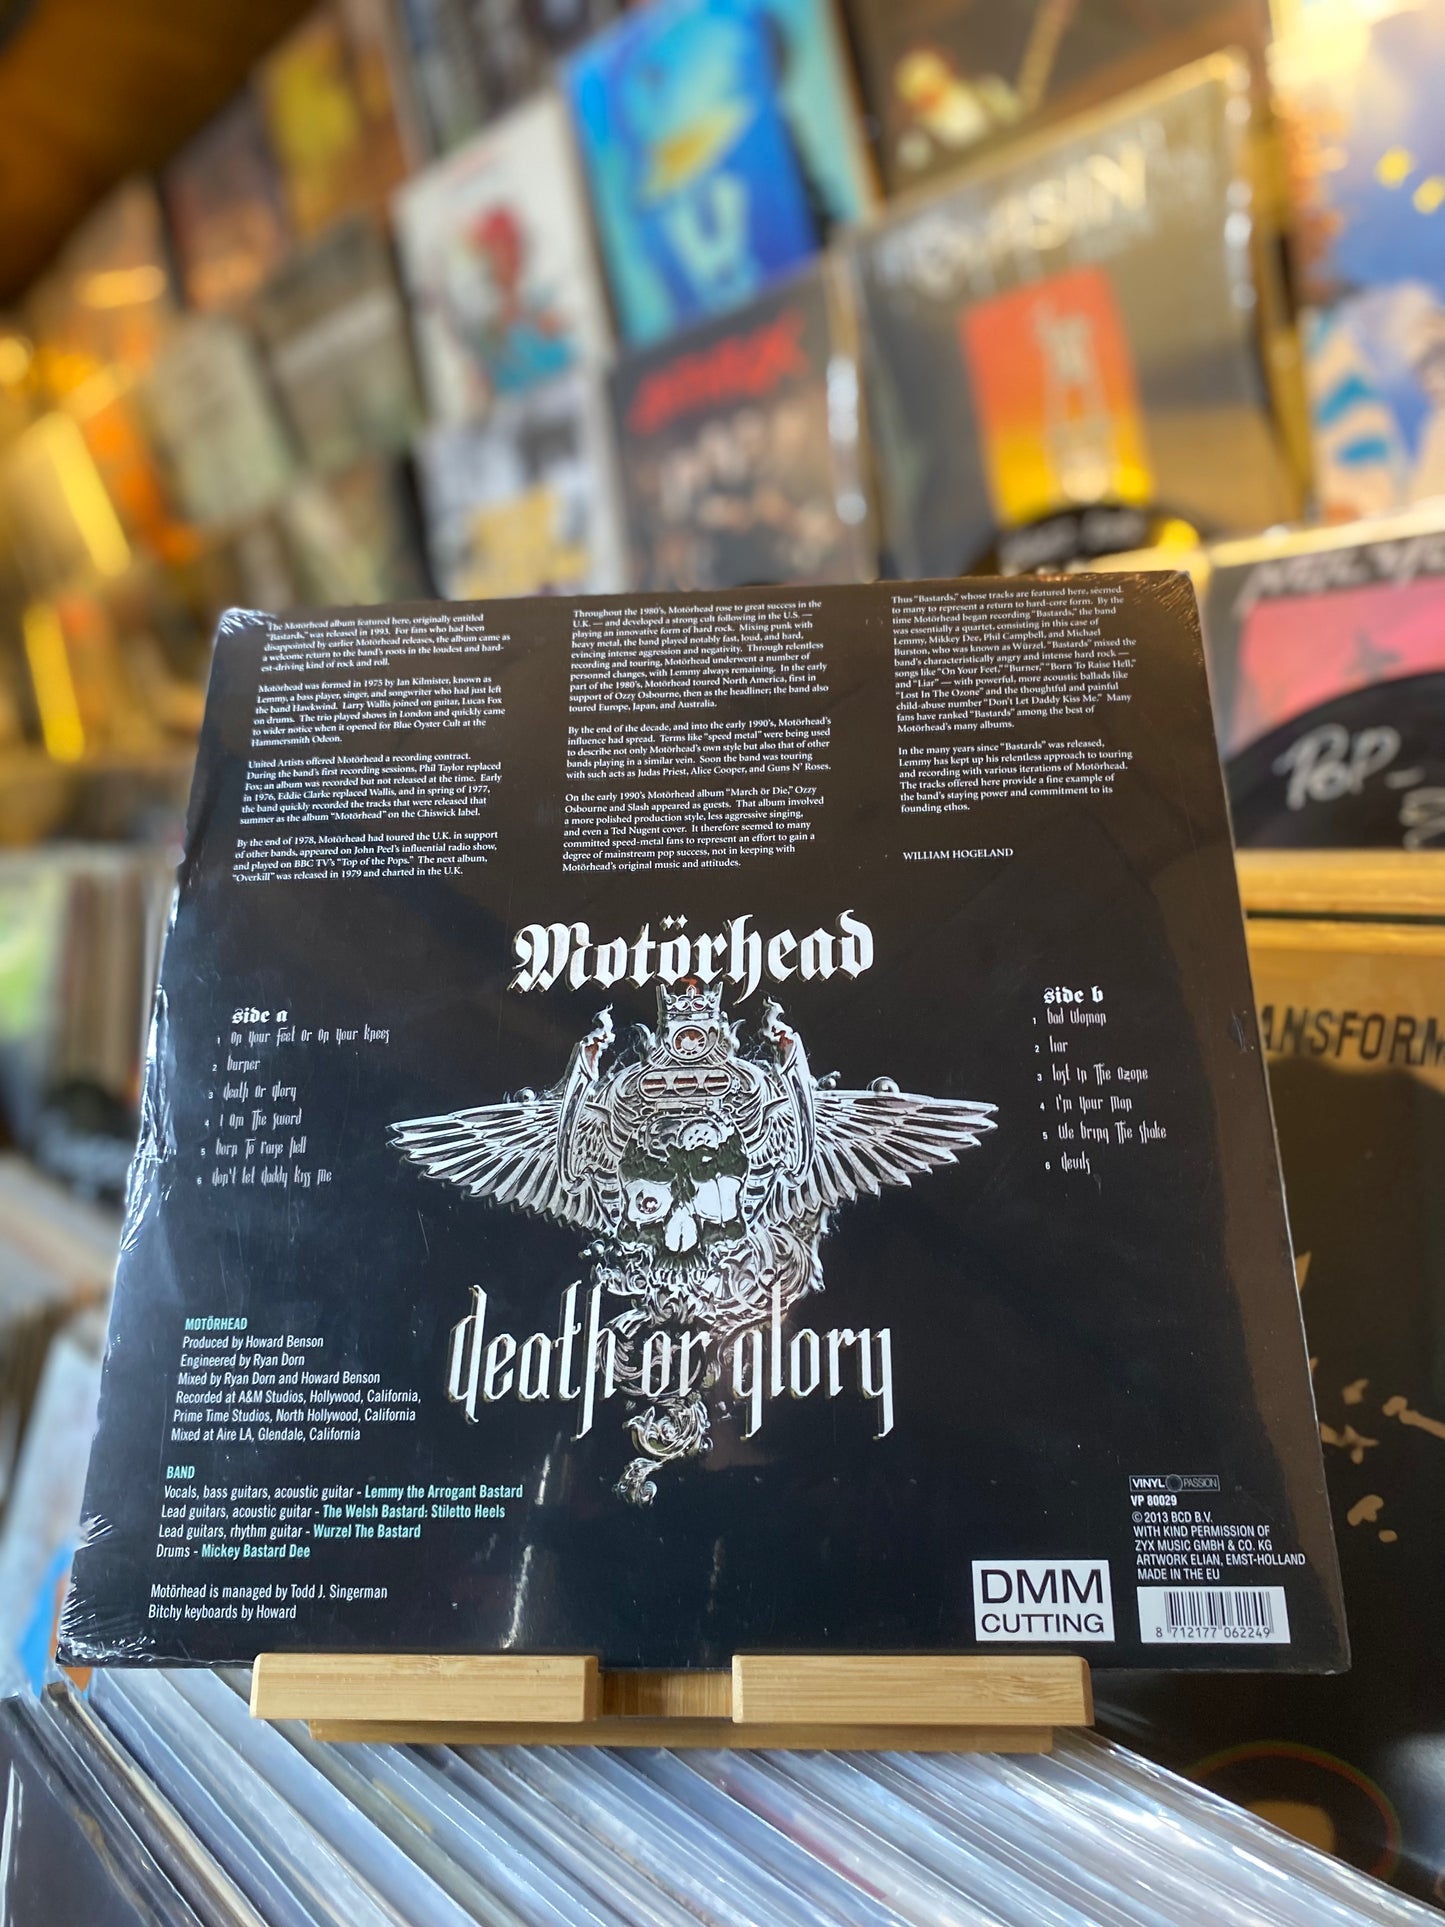 The Motorhead album featured here, originally entitled
"Bastards," was released in 1993. For fans who had been
disappointed by earlier Motörhead releases, the album came as
a welcome return to the band's roots in the loudest and hard-
est-driving kind of rock and roll.
Motörhead was formed in 1975 by Ian Kilmister, known as
Lemmy, a bass player, singer, and songwriter who had just left
the band Hawkwind. Larry Wallis joined on guitar, Lucas Fox
on drums. The trio played shows in London and quickly came
to wider notice when it opened for Blue Öyster Cult at the
Hammersmith Odeon.
United Artists offered Motörhead a recording contract.
During the band's first recording sessions, Phil Taylor replaced
Fox; an album was recorded but not released at the time. Early
in 1976, Eddie Clarke replaced Wallis, and in spring of 1977,
the band quickly recorded the tracks that were released that
summer as the album "Motörhead" on the Chiswick label.
By the end of 1978, Motörhead had toured the U.K. in support
of other bands, appeared on John Peel's influential radio show,
and played on BBC TV's "Top of the Pops." The next album,
"Overkill" was released in 1979 and charted in the U.K.
Throughout the 1980's, Motörhead rose to great success in the
U.K. — and developed a strong cult following in the U.S. —
playing an innovative form of hard rock. Mixing punk with
heavy metal, the band played notably fast, loud, and hard,
evincing intense aggression and negativity. Through relentless
recording and touring, Motörhead underwent a number of
personnel changes, with Lemmy always remaining. In the early
part of the 1980's, Motörhead toured North America, first in
support of Ozzy Osbourne, then as the headliner; the band also
toured Europe, Japan, and Australia.
By the end of the decade, and into the early 1990's, Motörhead's
influence had spread. Terms like "speed metal" were being used
to describe not only Motörhead's own style but also that of other
bands playing in a similar vein. Soon the band was touring
with such acts as Judas Priest, Alice Cooper, and Guns N' Roses.
On the early 1990's Motörhead album "March ör Die," Ozzy
Osbourne and Slash appeared as guests. That album involved
a more polished production style, less aggressive singing,
and even a Ted Nugent cover. It therefore seemed to many
committed speed-metal fans to represent an effort to gain a
degree of mainstream pop success, not in keeping with
Motörhead's original music and attitudes.
Thus "Bastards," whose tracks are featured here, seemed
to many to represent a return to hard-core form. By the
time Motörhead began recording "Bastards," the band
was essentially a quartet, consisting in this case of
Lemmy, Mikkey Dee, Phil Campbell, and Michael
Burston, who was known as Würzel. "Bastards" mixed the
band's characteristically angry and intense hard rock —
songs like "On Your Feet," "Burner," "Born To Raise Hell,"
and "Liar" — with powerful, more acoustic ballads like
"Lost In The Ozone" and the thoughtful and painful
child-abuse number "Don't Let Daddy Kiss Me." Many
fans have ranked "Bastards" among the best of
Motörhead's many albums.
In the many years since "Bastards" was released,
Lemmy has kept up his relentless approach to touring
and recording with various iterations of Motörhead.
The tracks offered here provide a fine example of
the band's staying power and commitment to its
founding ethos.
WILLIAM HOGELAND
Motörhead
side a
1 On Your Feet Or On Your Knees
2 Burner
3 Death Or Glory
4 I Am The Sword
5 Born To Raise Hell
6 Don't Let Daddy Kiss Me
side b
1 Bad Woman
2 Liar
3 Lost In The Ozone
4 I'm Your Man
5 We Bring The Shake
6 Devils
death or glory
MOTÖRHEAD
Produced by Howard Benson
Engineered by Ryan Dorn
Mixed by Ryan Dorn and Howard Benson
Recorded at A&M Studios, Hollywood, California,
Prime Time Studios, North Hollywood, California
Mixed at Aire LA, Glendale, California
BAND
Vocals, bass guitars, acoustic guitar - Lemmy the Arrogant Bastard
Lead guitars, acoustic guitar - The Welsh Bastard: Stiletto Heels
Lead guitars, rhythm guitar - Wurzel The Bastard
Drums - Mickey Bastard Dee
Motörhead is managed by Todd J. Singerman
Bitchy keyboards by Howard
VINYL PASSION
VP 80029
© 2013 BCD B.V.
WITH KIND PERMISSION OF
ZYX MUSIC GMBH & CO. KG
ARTWORK ELIAN, EMST-HOLLAND
MADE IN THE EU
DMM
CUTTING
8 712177 062249
POP
ANSFORM